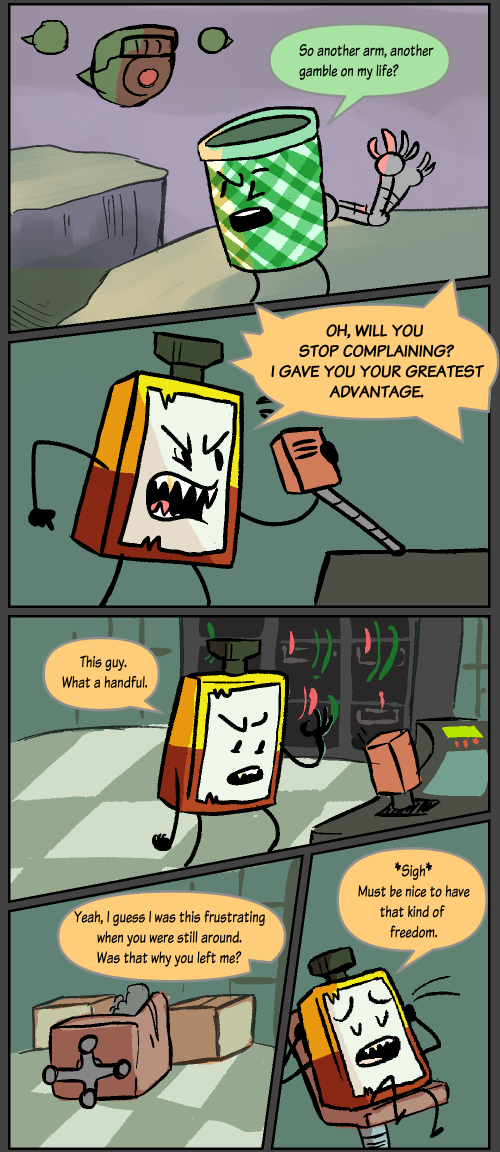 So another arm, another
gamble on my life?
OH, WILL YOU
STOP COMPLAINING?
I GAVE YOU YOUR GREATEST
ADVANTAGE.
This guy.
What a handful.
Yeah, I guess I was this frustrating
when you were still around.
Was that why you left me?
*Sigh*
Must be nice to have
that kind of
freedom.